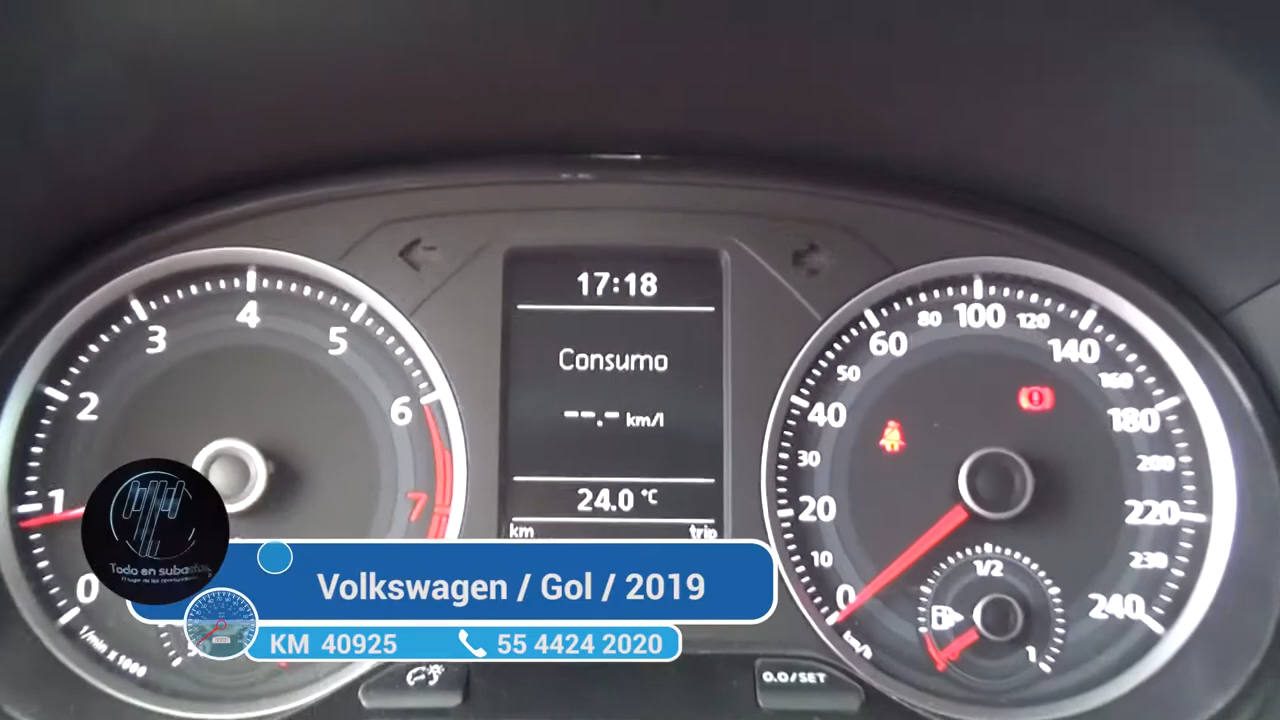 17:18
Consumo
--.- km/l
24.0 °C
km trip
0 1 2 3 4 5 6 7
1/min x 1000
0 10 20 30 40 50 60 80 100 120 140 160 180 200 220 230 240
km/h
1/2
1
0.0/SET
Todo en subastas
Volkswagen / Gol / 2019
KM 40925
55 4424 2020